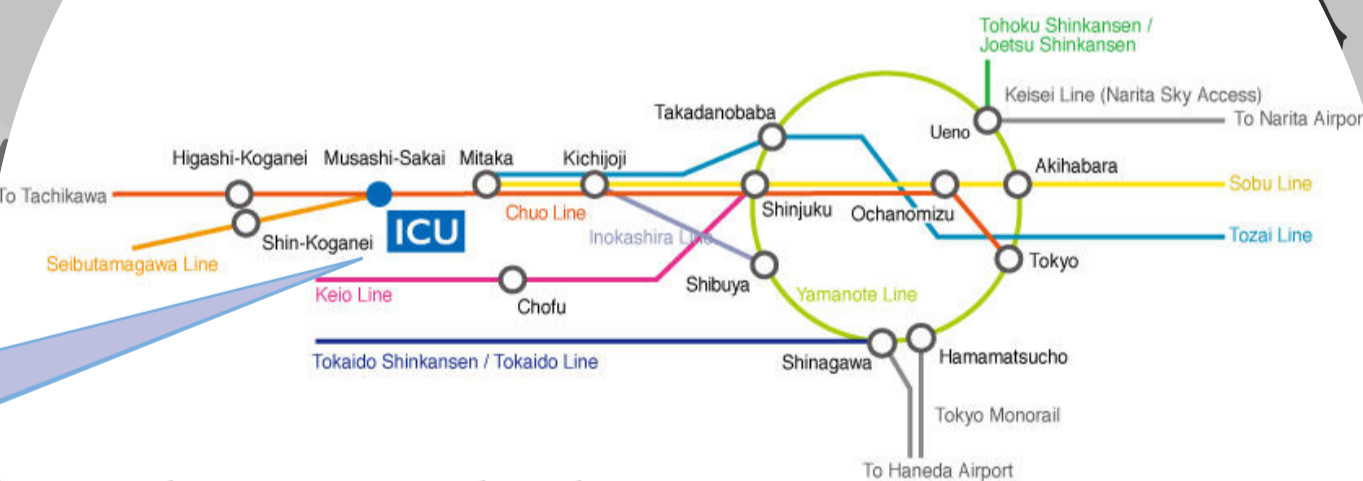 Tohoku Shinkansen /
Joetsu Shinkansen
Keisei Line (Narita Sky Access)
To Narita Airpor
Takadanobaba
Ueno
Higashi-Koganei
Musashi-Sakai
Mitaka
Kichijoji
Akihabara
To Tachikawa
Sobu Line
Chuo Line
Shinjuku
Ochanomizu
ICU
Shin-Koganei
Inokashira Line
Tozai Line
Seibutamagawa Line
Tokyo
Shibuya
Keio Line
Yamanote Line
Chofu
Tokaido Shinkansen / Tokaido Line
Shinagawa
Hamamatsucho
Tokyo Monorail
To Haneda Airport